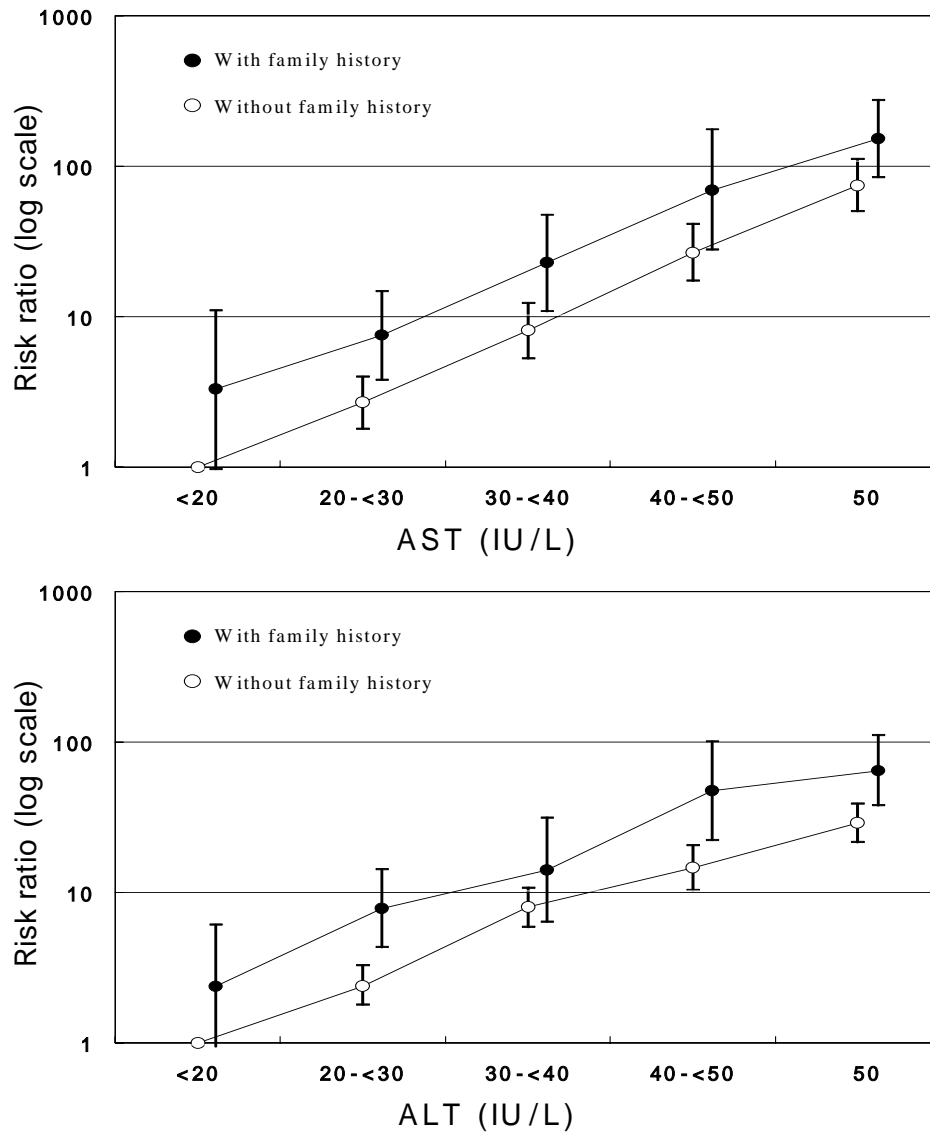 1000
With family history
Without family history
100
10
1
Risk ratio (log scale)
<20 20-<30 30-<40 40-<50 50
AST (IU/L)
1000
With family history
Without family history
100
10
1
Risk ratio (log scale)
<20 20-<30 30-<40 40-<50 50
ALT (IU/L)